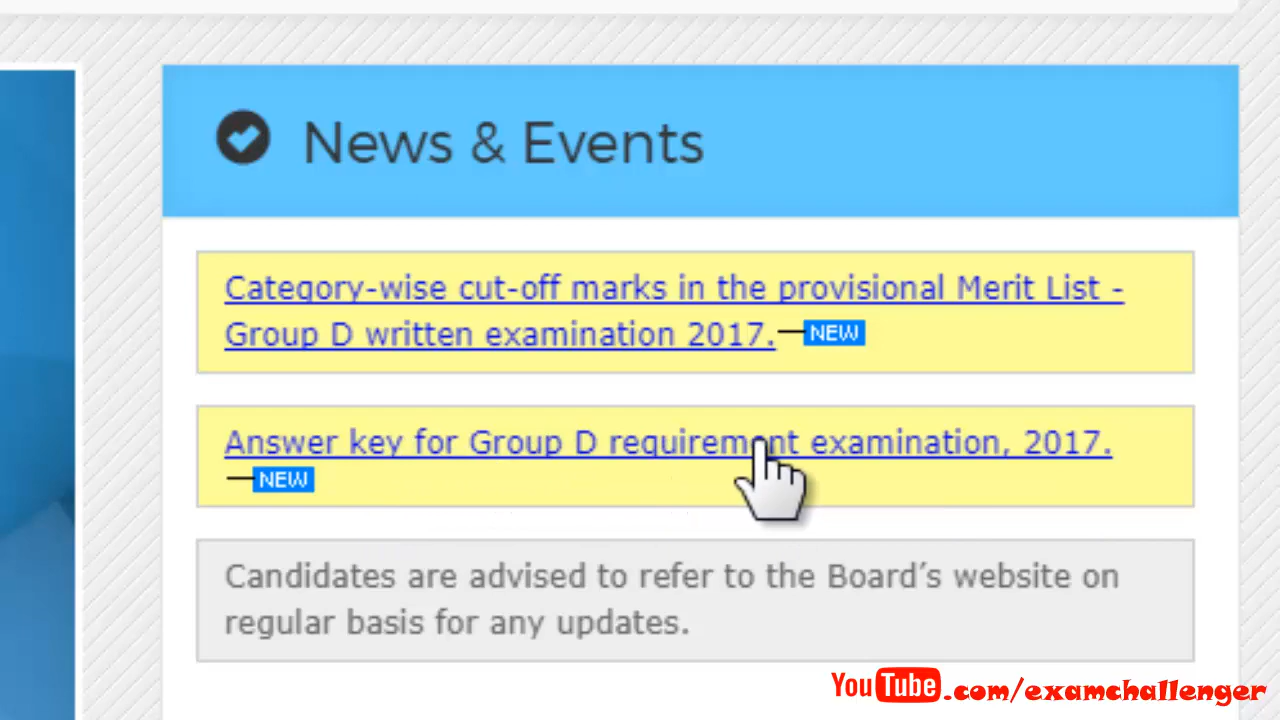 News & Events
Category-wise cut-off marks in the provisional Merit List -
Group D written examination 2017. NEW
Answer key for Group D requirement examination, 2017.
NEW
Candidates are advised to refer to the Board's website on
regular basis for any updates.
YouTube.com/examchallenger